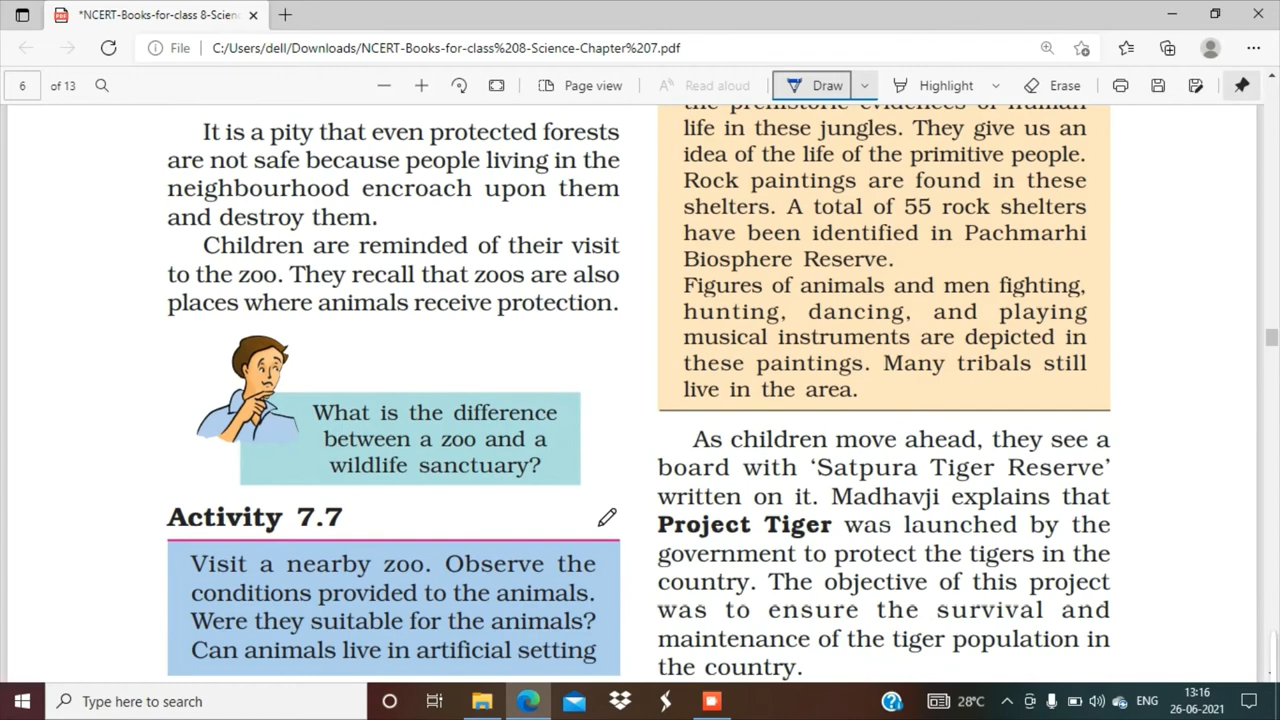 *NCERT-Books-for class 8-Scien
File
C:/Users/dell/Downloads/NCERT-Books-for-class%208-Science-Chapter%207.pdf
6 of 13
Page view
Read aloud
Draw
Highlight
Erase
It is a pity that even protected forests
are not safe because people living in the
neighbourhood encroach upon them
and destroy them.
Children are reminded of their visit
to the zoo. They recall that zoos are also
places where animals receive protection.
What is the difference
between a zoo and a
wildlife sanctuary?
Activity 7.7
Visit a nearby zoo. Observe the
conditions provided to the animals.
Were they suitable for the animals?
Can animals live in artificial setting
the prehistoric evidences of human
life in these jungles. They give us an
idea of the life of the primitive people.
Rock paintings are found in these
shelters. A total of 55 rock shelters
have been identified in Pachmarhi
Biosphere Reserve.
Figures of animals and men fighting,
hunting, dancing, and playing
musical instruments are depicted in
these paintings. Many tribals still
live in the area.
As children move ahead, they see a
board with ‘Satpura Tiger Reserve’
written on it. Madhavji explains that
Project Tiger was launched by the
government to protect the tigers in the
country. The objective of this project
was to ensure the survival and
maintenance of the tiger population in
the country.
Type here to search
28°C
ENG
13:16
26-06-2021